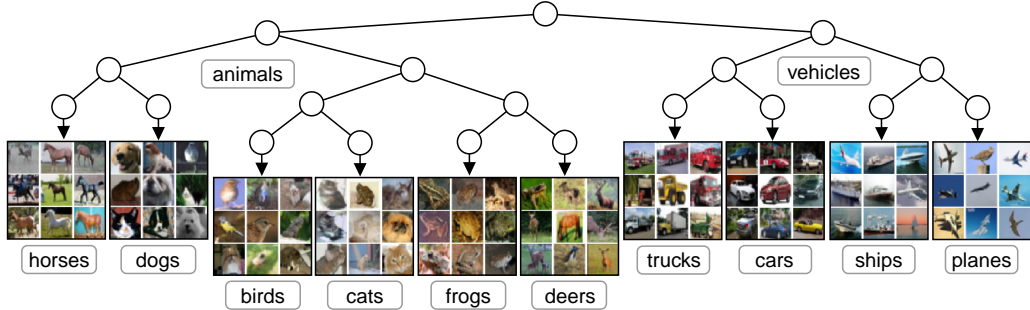 animals
vehicles
horses
dogs
trucks
cars
ships
planes
birds
cats
frogs
deers